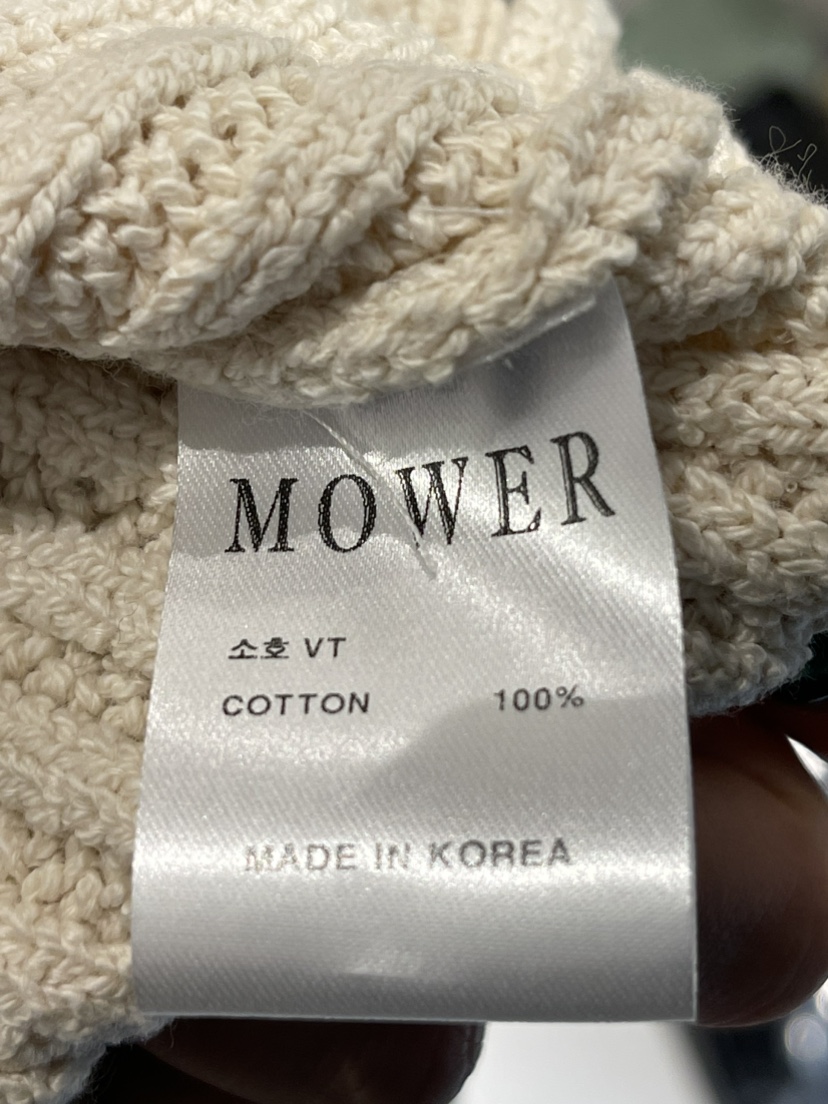 MOWER
소호 VT
COTTON 100%
MADE IN KOREA